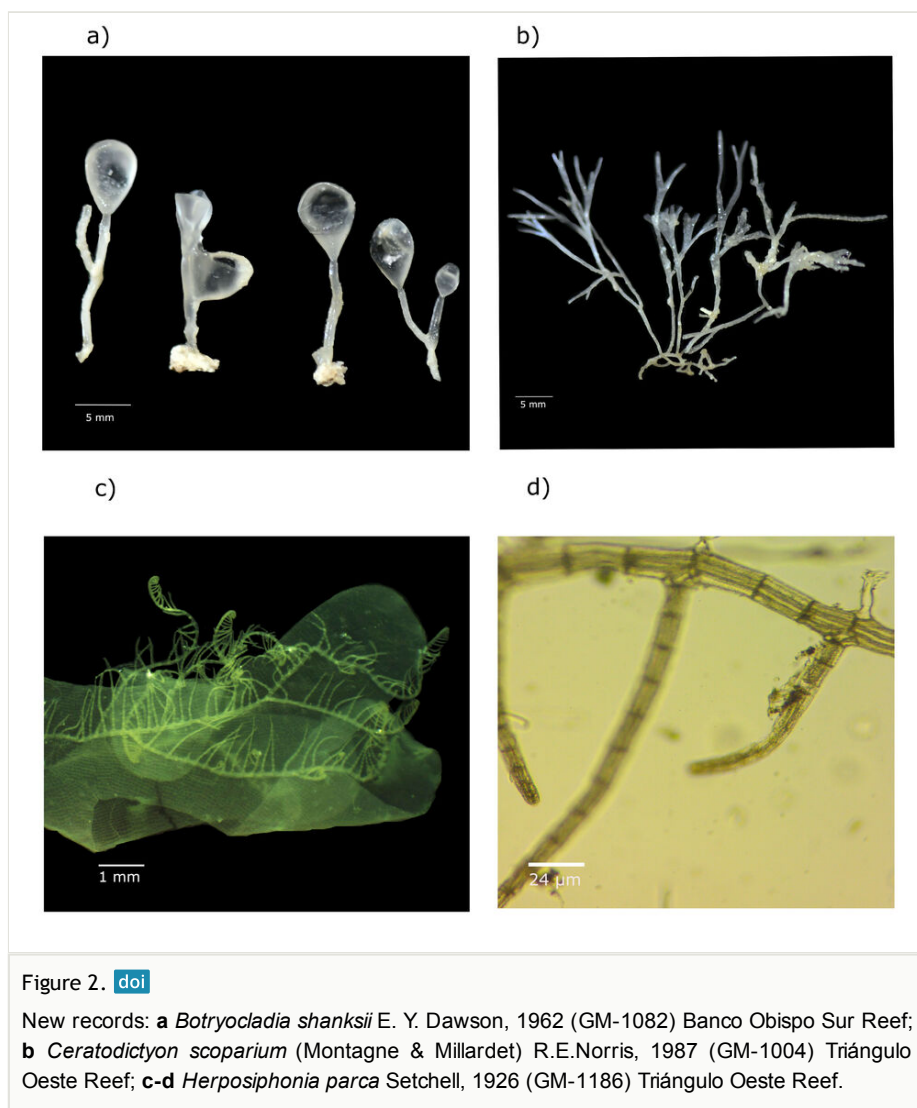 a)
b)
5 mm
5 mm
c)
d)
1 mm
24 µm
Figure 2. doi
New records: a Botryocladia shanksii E. Y. Dawson, 1962 (GM-1082) Banco Obispo Sur Reef;
b Ceratodictyon scoparium (Montagne & Millardet) R.E.Norris, 1987 (GM-1004) Triángulo
Oeste Reef; c-d Herposiphonia parca Setchell, 1926 (GM-1186) Triángulo Oeste Reef.